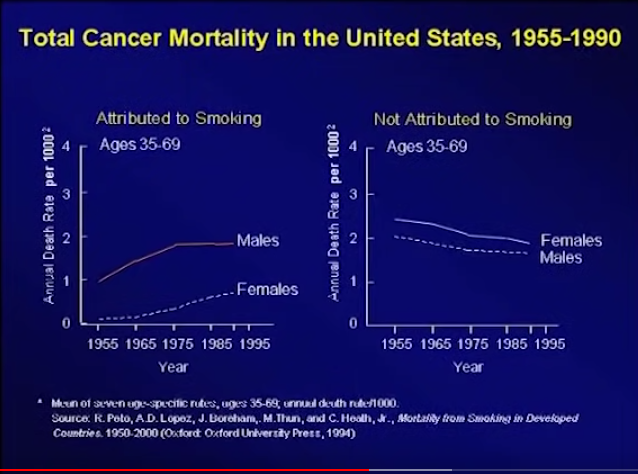 Total Cancer Mortality in the United States, 1955-1990
Attributed to Smoking
Ages 35-69
Annual Death Rate per 1000²
4
3
2
1
0
Males
Females
1955 1965 1975 1985 1995
Year
Not Attributed to Smoking
Ages 35-69
Annual Death Rate per 1000²
4
3
2
1
0
Females
Males
1955 1965 1975 1985 1995
Year
Mean of seven age-specific rates, ages 35-69; annual death rate/1000.
Source: R. Peto, A.D. Lopez, J. Boreham, M.Thun, and C. Heath, Jr., Mortality from Smoking in Developed
Countries. 1950-2000 (Oxford: Oxford University Press, 1994)